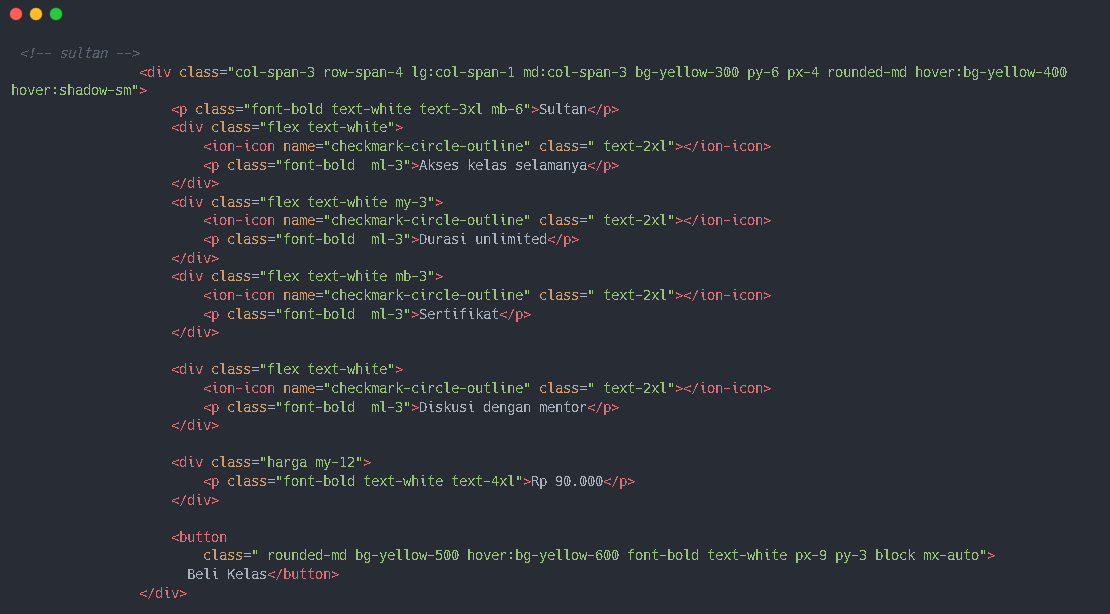 <!-- sultan -->
<div class="col-span-3 row-span-4 lg:col-span-1 md:col-span-3 bg-yellow-300 py-6 px-4 rounded-md hover:bg-yellow-400
hover:shadow-sm">
<p class="font-bold text-white text-3xl mb-6">Sultan</p>
<div class="flex text-white">
<ion-icon name="checkmark-circle-outline" class=" text-2xl"></ion-icon>
<p class="font-bold  ml-3">Akses kelas selamanya</p>
</div>
<div class="flex text-white my-3">
<ion-icon name="checkmark-circle-outline" class=" text-2xl"></ion-icon>
<p class="font-bold  ml-3">Durasi unlimited</p>
</div>
<div class="flex text-white mb-3">
<ion-icon name="checkmark-circle-outline" class=" text-2xl"></ion-icon>
<p class="font-bold  ml-3">Sertifikat</p>
</div>
<div class="flex text-white">
<ion-icon name="checkmark-circle-outline" class=" text-2xl"></ion-icon>
<p class="font-bold  ml-3">Diskusi dengan mentor</p>
</div>
<div class="harga my-12">
<p class="font-bold text-white text-4xl">Rp 90.000</p>
</div>
<button
class=" rounded-md bg-yellow-500 hover:bg-yellow-600 font-bold text-white px-9 py-3 block mx-auto">
Beli Kelas</button>
</div>